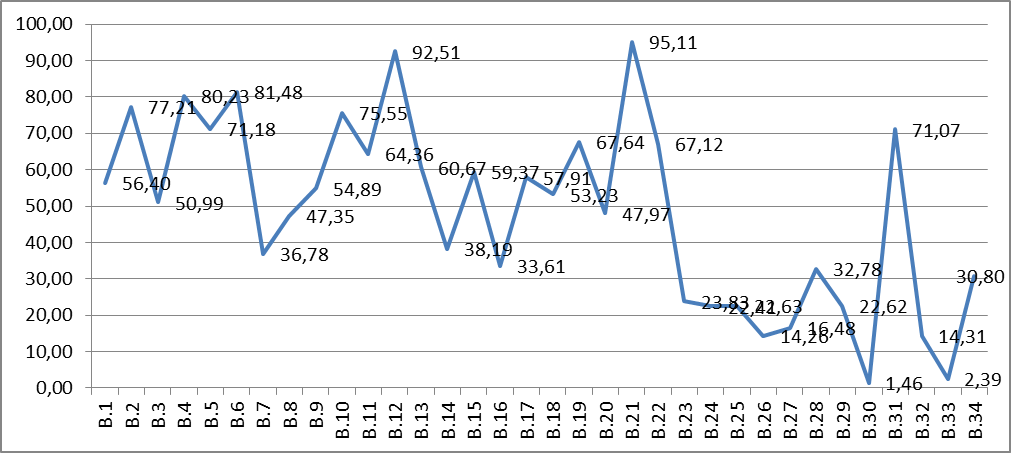 100,00
90,00
80,00
70,00
60,00
50,00
40,00
30,00
20,00
10,00
0,00
56,40
77,21
50,99
80,23
71,18
81,48
36,78
47,35
54,89
75,55
64,36
92,51
60,67
38,19
59,37
33,61
57,91
53,23
67,64
47,97
95,11
67,12
23,83
22,63
14,26
16,48
32,78
22,62
1,46
71,07
14,31
2,39
30,80
B.1
B.2
B.3
B.4
B.5
B.6
B.7
B.8
B.9
B.10
B.11
B.12
B.13
B.14
B.15
B.16
B.17
B.18
B.19
B.20
B.21
B.22
B.23
B.24
B.25
B.26
B.27
B.28
B.29
B.30
B.31
B.32
B.33
B.34